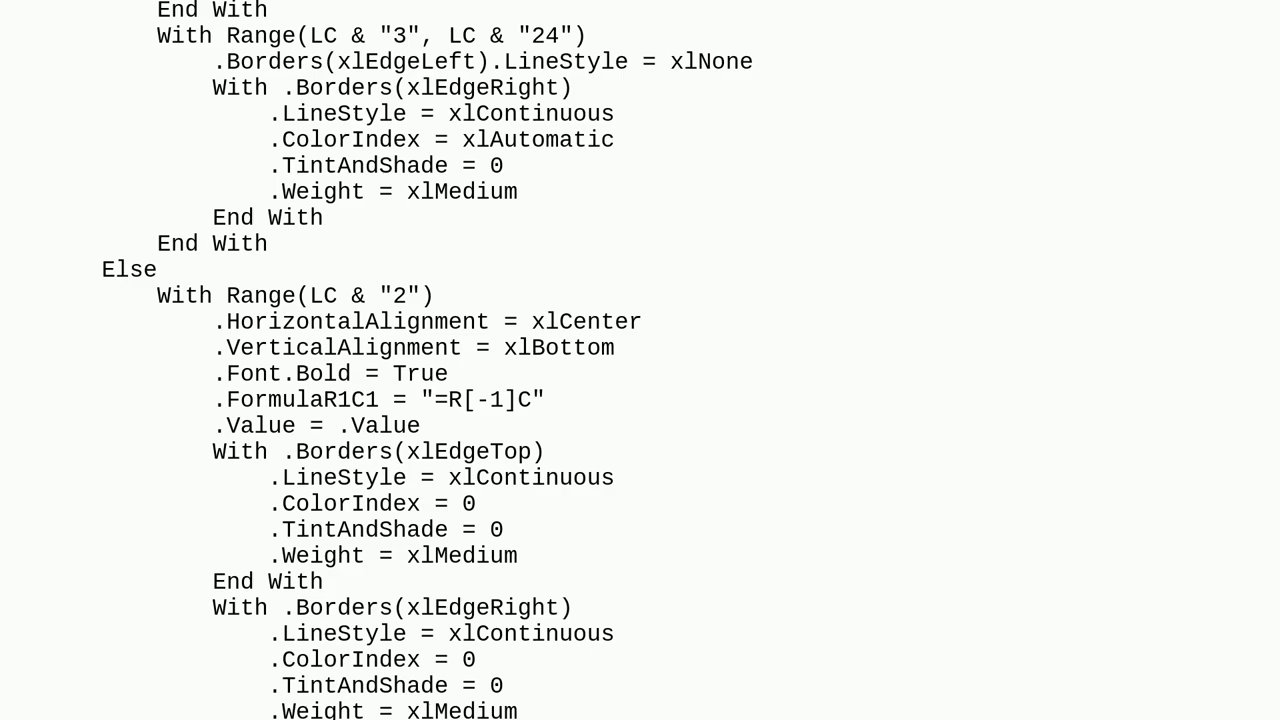 End With
With Range(LC & "3", LC & "24")
.Borders(xlEdgeLeft).LineStyle = xlNone
With .Borders(xlEdgeRight)
.LineStyle = xlContinuous
.ColorIndex = xlAutomatic
.TintAndShade = 0
.Weight = xlMedium
End With
End With
Else
With Range(LC & "2")
.HorizontalAlignment = xlCenter
.VerticalAlignment = xlBottom
.Font.Bold = True
.FormulaR1C1 = "=R[-1]C"
.Value = .Value
With .Borders(xlEdgeTop)
.LineStyle = xlContinuous
.ColorIndex = 0
.TintAndShade = 0
.Weight = xlMedium
End With
With .Borders(xlEdgeRight)
.LineStyle = xlContinuous
.ColorIndex = 0
.TintAndShade = 0
.Weight = xlMedium